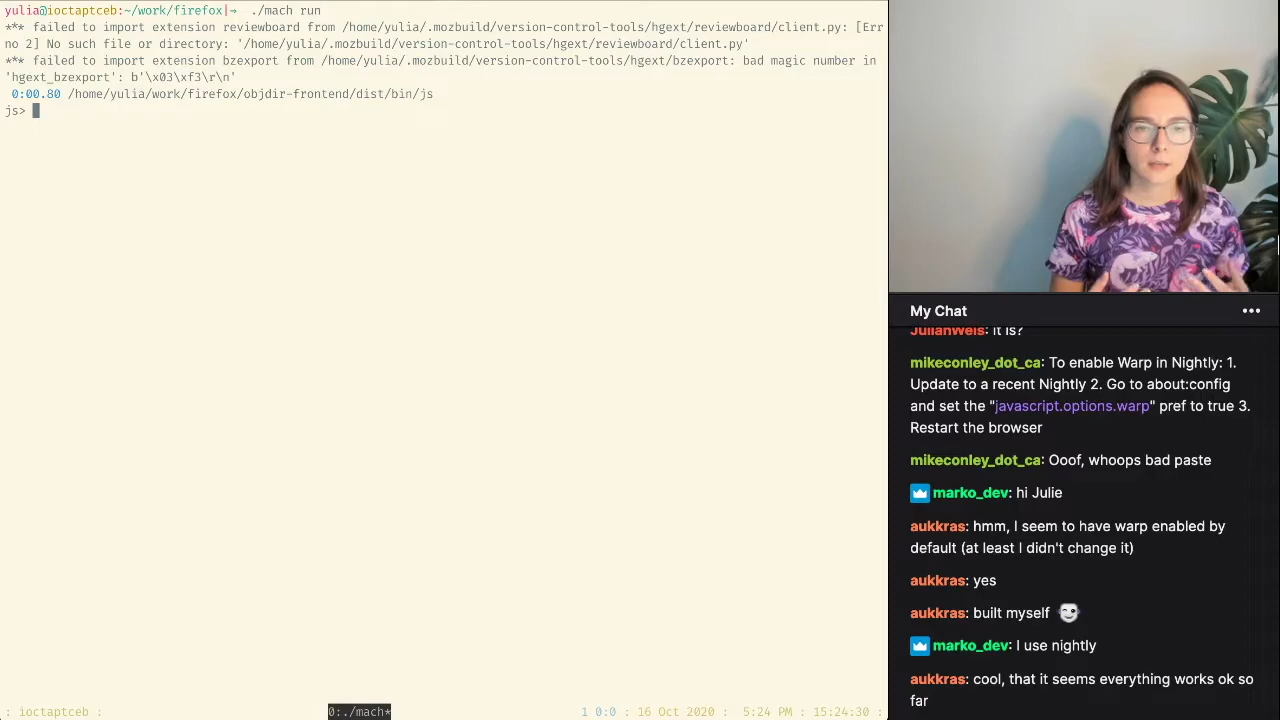 yulia@ioctaptceb:~/work/firefox|⇒  ./mach run
*** failed to import extension reviewboard from /home/yulia/.mozbuild/version-control-tools/hgext/reviewboard/client.py: [Err
no 2] No such file or directory: '/home/yulia/.mozbuild/version-control-tools/hgext/reviewboard/client.py'
*** failed to import extension bzexport from /home/yulia/.mozbuild/version-control-tools/hgext/bzexport: bad magic number in
'hgext_bzexport': b'\x03\xf3\r\n'
0:00.80 /home/yulia/work/firefox/objdir-frontend/dist/bin/js
js>
: ioctaptceb :
0:./mach*
1 0:0 : 16 Oct 2020 : 5:24 PM : 15:24:30 :
My Chat
JulianWels: it is?
mikeconley_dot_ca: To enable Warp in Nightly: 1.
Update to a recent Nightly 2. Go to about:config
and set the "javascript.options.warp" pref to true 3.
Restart the browser
mikeconley_dot_ca: Ooof, whoops bad paste
marko_dev: hi Julie
aukkras: hmm, I seem to have warp enabled by
default (at least I didn't change it)
aukkras: yes
aukkras: built myself
marko_dev: I use nightly
aukkras: cool, that it seems everything works ok so
far